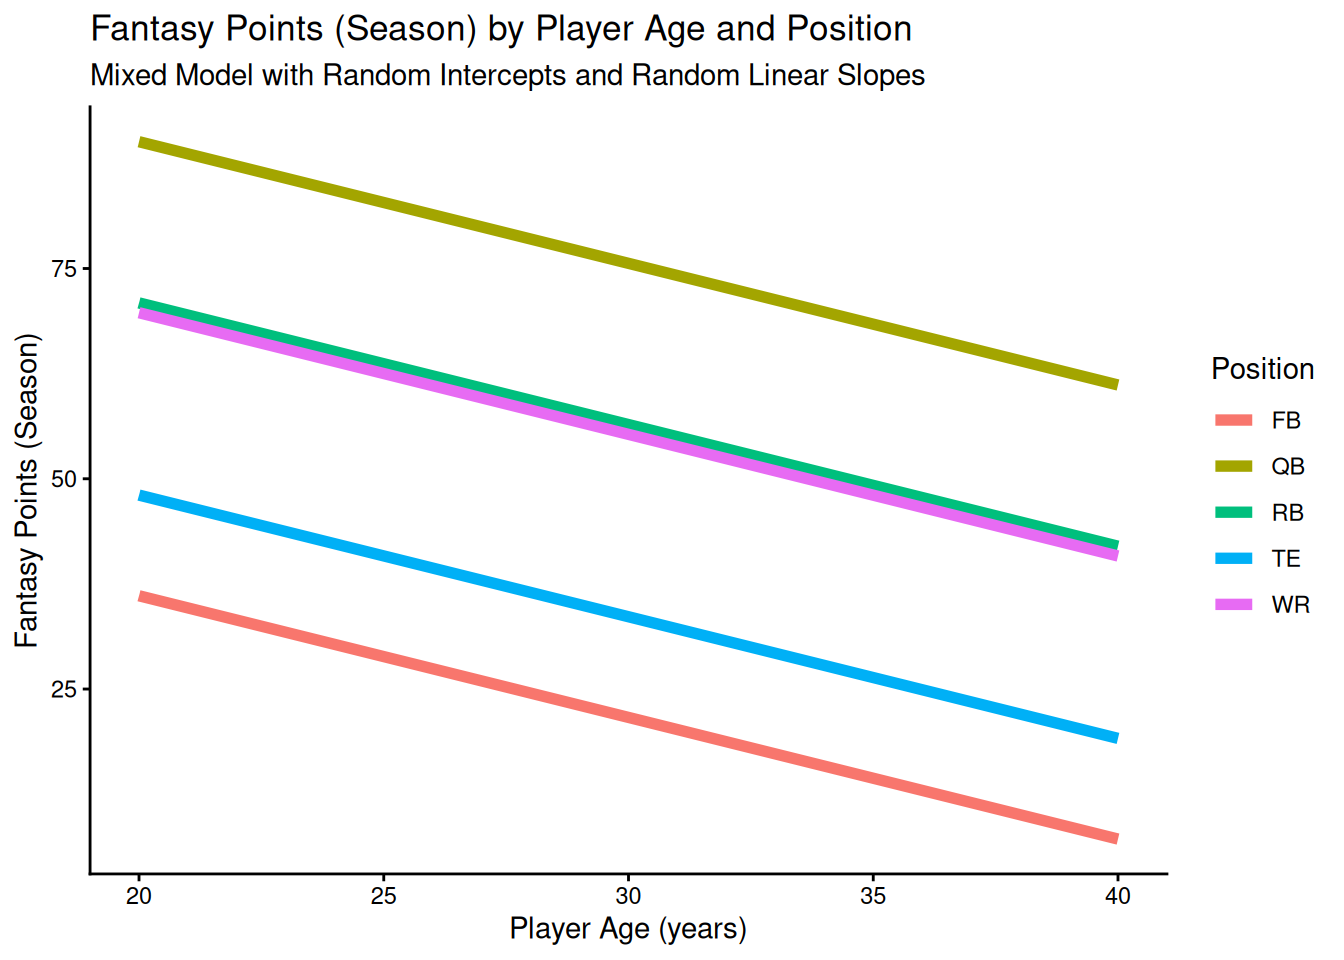 Fantasy Points (Season) by Player Age and Position
Mixed Model with Random Intercepts and Random Linear Slopes
Fantasy Points (Season)
75
50
25
20
25
30
35
40
Player Age (years)
Position
FB
QB
RB
TE
WR